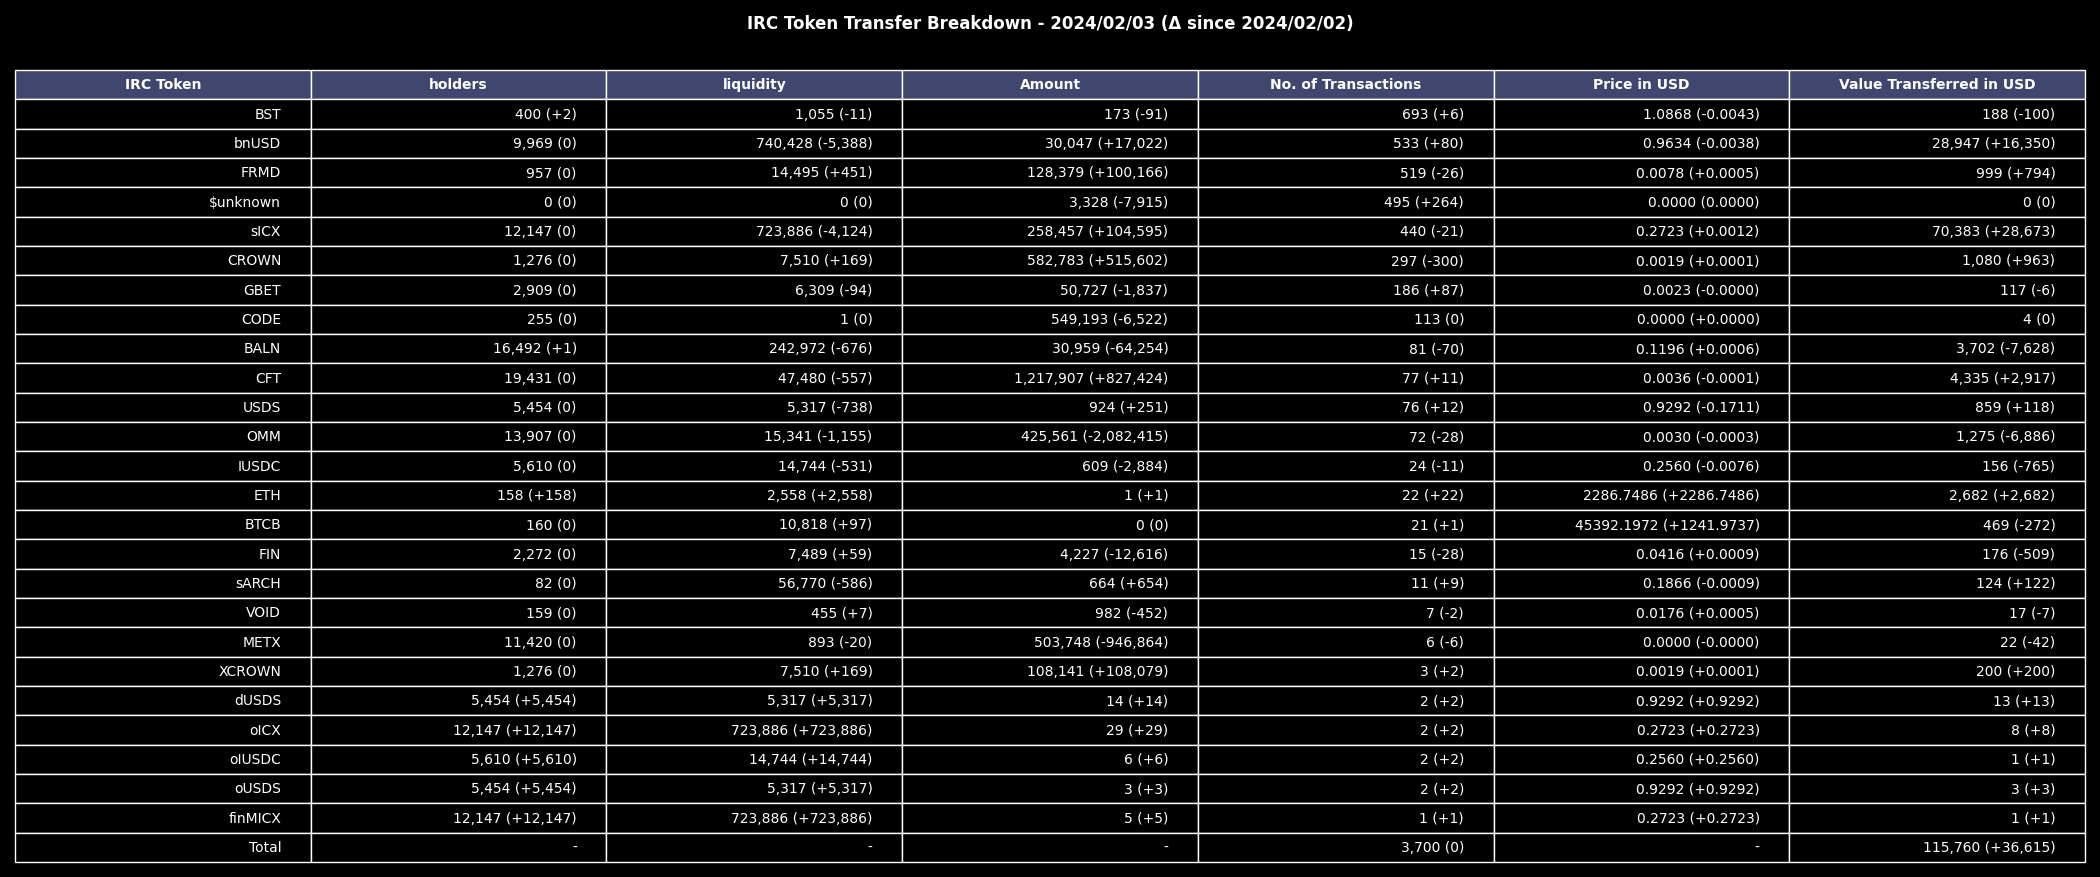 IRC Token Transfer Breakdown - 2024/02/03 (Δ since 2024/02/02)
IRC Token holders liquidity Amount No. of Transactions Price in USD Value Transferred in USD
BST 400 (+2) 1,055 (-11) 173 (-91) 693 (+6) 1.0868 (-0.0043) 188 (-100)
bnUSD 9,969 (0) 740,428 (-5,388) 30,047 (+17,022) 533 (+80) 0.9634 (-0.0038) 28,947 (+16,350)
FRMD 957 (0) 14,495 (+451) 128,379 (+100,166) 519 (-26) 0.0078 (+0.0005) 999 (+794)
$unknown 0 (0) 0 (0) 3,328 (-7,915) 495 (+264) 0.0000 (0.0000) 0 (0)
sICX 12,147 (0) 723,886 (-4,124) 258,457 (+104,595) 440 (-21) 0.2723 (+0.0012) 70,383 (+28,673)
CROWN 1,276 (0) 7,510 (+169) 582,783 (+515,602) 297 (-300) 0.0019 (+0.0001) 1,080 (+963)
GBET 2,909 (0) 6,309 (-94) 50,727 (-1,837) 186 (+87) 0.0023 (-0.0000) 117 (-6)
CODE 255 (0) 1 (0) 549,193 (-6,522) 113 (0) 0.0000 (+0.0000) 4 (0)
BALN 16,492 (+1) 242,972 (-676) 30,959 (-64,254) 81 (-70) 0.1196 (+0.0006) 3,702 (-7,628)
CFT 19,431 (0) 47,480 (-557) 1,217,907 (+827,424) 77 (+11) 0.0036 (-0.0001) 4,335 (+2,917)
USDS 5,454 (0) 5,317 (-738) 924 (+251) 76 (+12) 0.9292 (-0.1711) 859 (+118)
OMM 13,907 (0) 15,341 (-1,155) 425,561 (-2,082,415) 72 (-28) 0.0030 (-0.0003) 1,275 (-6,886)
IUSDC 5,610 (0) 14,744 (-531) 609 (-2,884) 24 (-11) 0.2560 (-0.0076) 156 (-765)
ETH 158 (+158) 2,558 (+2,558) 1 (+1) 22 (+22) 2286.7486 (+2286.7486) 2,682 (+2,682)
BTCB 160 (0) 10,818 (+97) 0 (0) 21 (+1) 45392.1972 (+1241.9737) 469 (-272)
FIN 2,272 (0) 7,489 (+59) 4,227 (-12,616) 15 (-28) 0.0416 (+0.0009) 176 (-509)
sARCH 82 (0) 56,770 (-586) 664 (+654) 11 (+9) 0.1866 (-0.0009) 124 (+122)
VOID 159 (0) 455 (+7) 982 (-452) 7 (-2) 0.0176 (+0.0005) 17 (-7)
METX 11,420 (0) 893 (-20) 503,748 (-946,864) 6 (-6) 0.0000 (-0.0000) 22 (-42)
XCROWN 1,276 (0) 7,510 (+169) 108,141 (+108,079) 3 (+2) 0.0019 (+0.0001) 200 (+200)
dUSDS 5,454 (+5,454) 5,317 (+5,317) 14 (+14) 2 (+2) 0.9292 (+0.9292) 13 (+13)
oICX 12,147 (+12,147) 723,886 (+723,886) 29 (+29) 2 (+2) 0.2723 (+0.2723) 8 (+8)
oIUSDC 5,610 (+5,610) 14,744 (+14,744) 6 (+6) 2 (+2) 0.2560 (+0.2560) 1 (+1)
oUSDS 5,454 (+5,454) 5,317 (+5,317) 3 (+3) 2 (+2) 0.9292 (+0.9292) 3 (+3)
finMICX 12,147 (+12,147) 723,886 (+723,886) 5 (+5) 1 (+1) 0.2723 (+0.2723) 1 (+1)
Total - - - 3,700 (0) - 115,760 (+36,615)